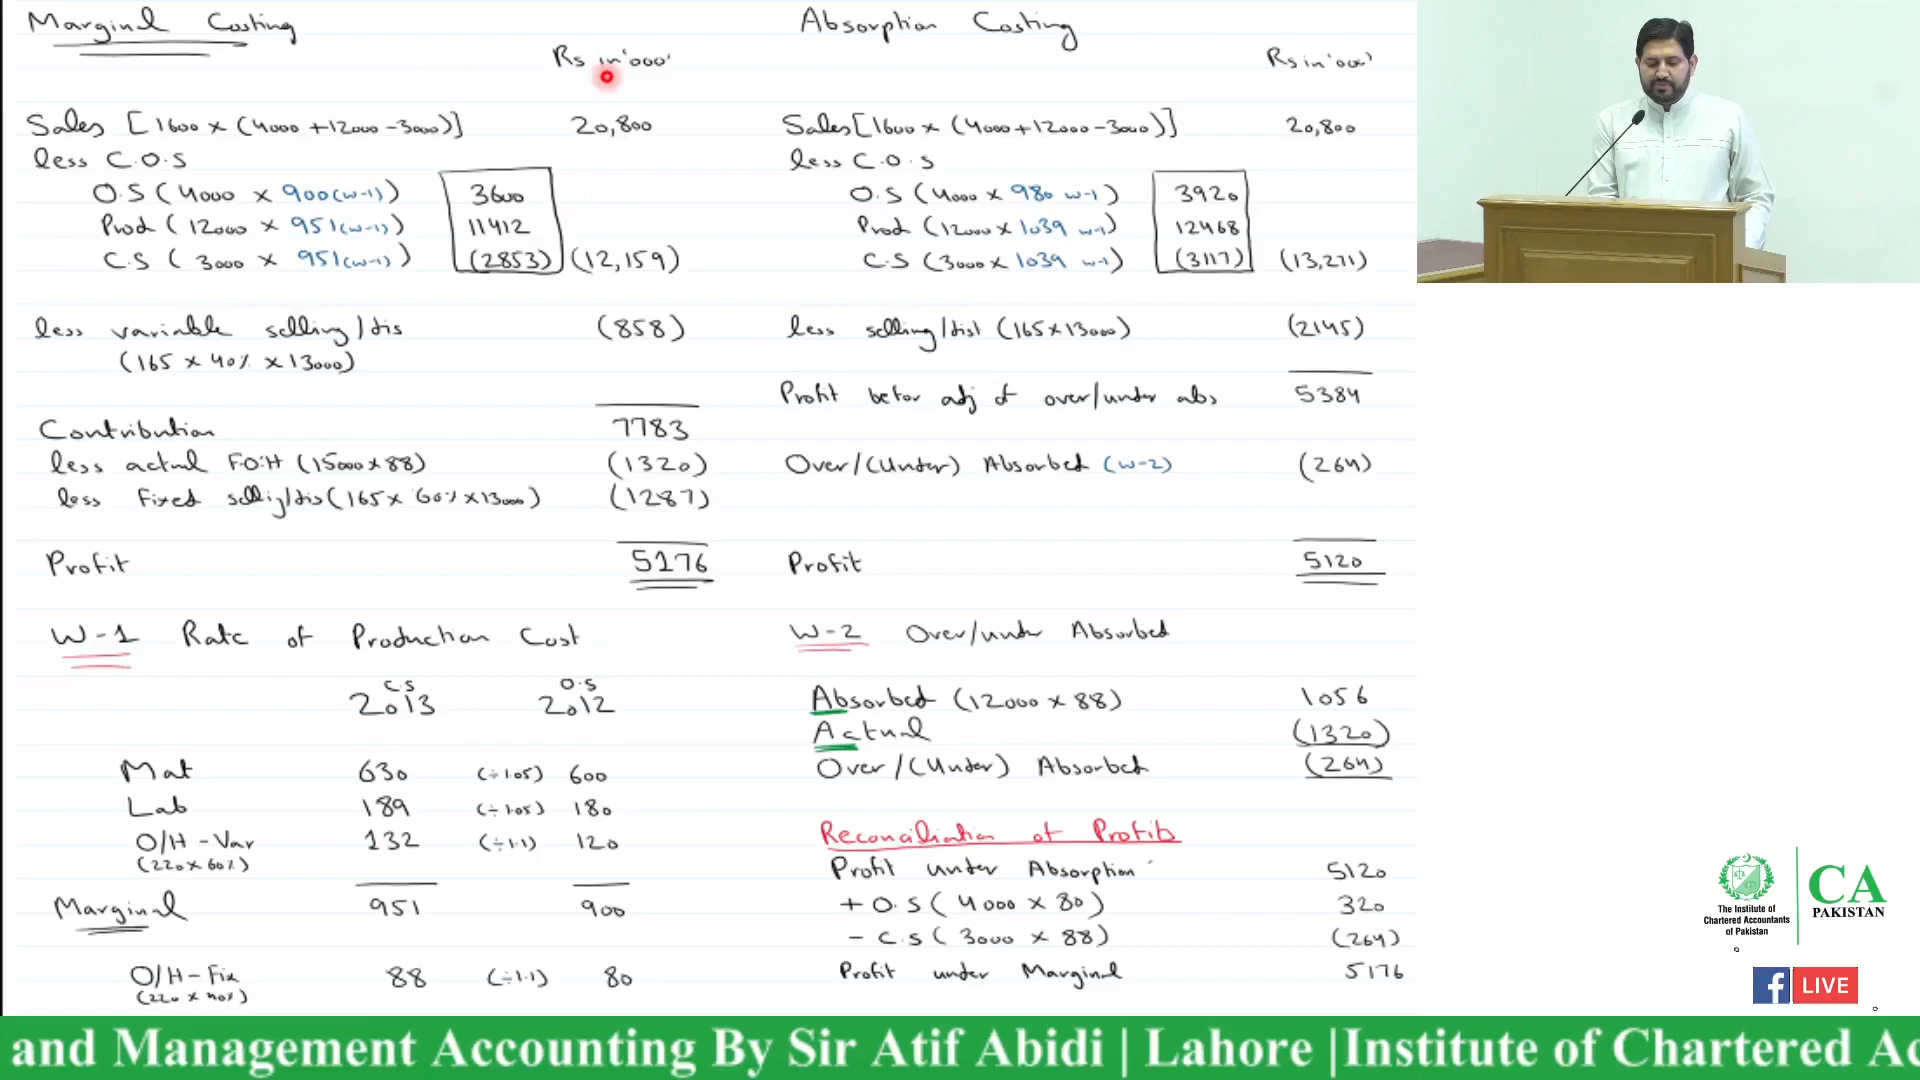 Marginal Costing
Rs in '000'
Sales [1600 x (4000 + 12000 - 3000)] 20,800
less C.O.S
O.S (4000 x 900 (w-1)) 3600
Prod (12000 x 951 (w-1)) 11412
C.S (3000 x 951 (w-1)) (2853) (12,159)
less variable selling/dis (858)
(165 x 40% x 13000)
Contribution 7783
less actual F.O.H (15000 x 88) (1320)
less Fixed sellig/dis (165 x 60% x 13000) (1287)
Profit 5176
W-1 Rate of Production Cost
C.S O.S
2013 2012
Mat 630 (÷1.05) 600
Lab 189 (÷1.05) 180
O/H - Var 132 (÷1.1) 120
(220 x 60%)
Marginal 951 900
O/H - Fix 88 (÷1.1) 80
(220 x 40%)
Absorption Costing
Rs in '000'
Sales [1600 x (4000 + 12000 - 3000)] 20,800
less C.O.S
O.S (4000 x 980 w-1) 3920
Prod (12000 x 1039 w-1) 12468
C.S (3000 x 1039 w-1) (3117) (13,271)
less selling/dist (165 x 13000) (2145)
Profit befor adj of over/under abs 5384
Over/(Under) Absorbed (w-2) (264)
Profit 5120
W-2 Over/under Absorbed
Absorbed (12000 x 88) 1056
Actual (1320)
Over/(Under) Absorbed (264)
Reconciliation of Profits
Profit under Absorption 5120
+ O.S (4000 x 80) 320
- C.S (3000 x 88) (264)
Profit under Marginal 5176
The Institute of
Chartered Accountants
of Pakistan
CA
PAKISTAN
f LIVE
and Management Accounting By Sir Atif Abidi | Lahore |Institute of Chartered Ac